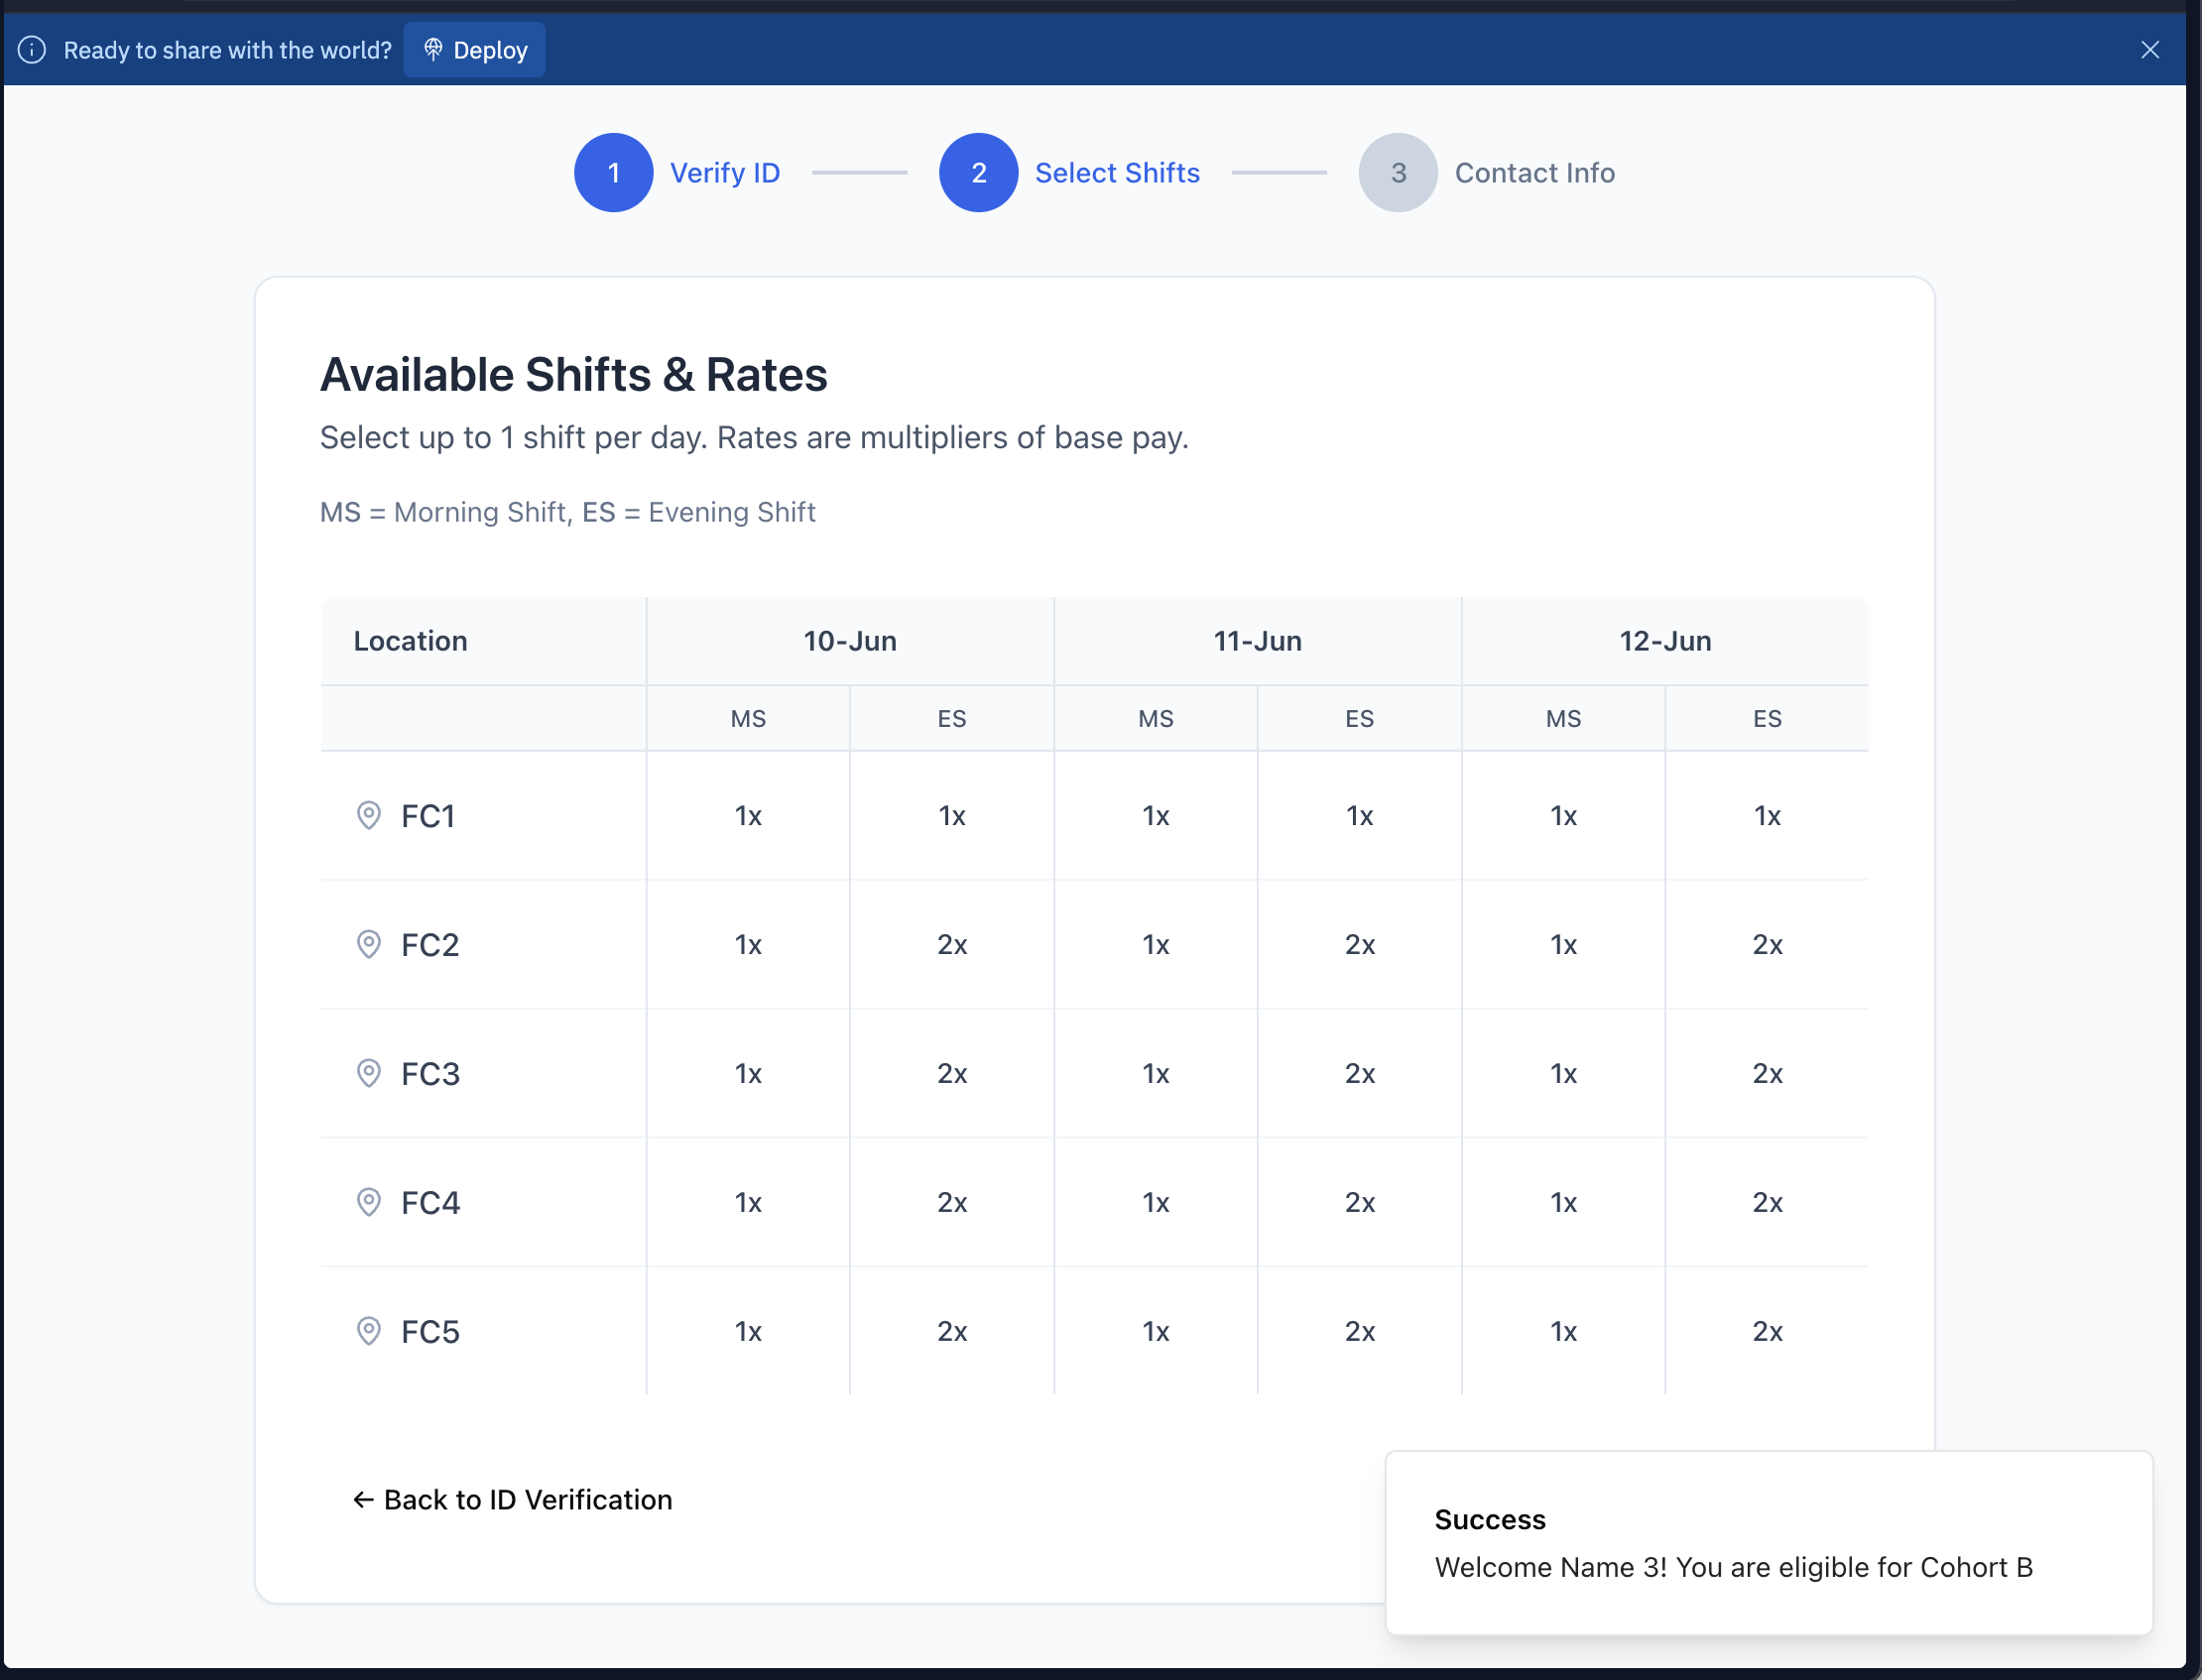 Ready to share with the world? Deploy
1 Verify ID 2 Select Shifts 3 Contact Info
Available Shifts & Rates
Select up to 1 shift per day. Rates are multipliers of base pay.
MS = Morning Shift, ES = Evening Shift
Location 10-Jun 11-Jun 12-Jun
MS ES MS ES MS ES
FC1 1x 1x 1x 1x 1x 1x
FC2 1x 2x 1x 2x 1x 2x
FC3 1x 2x 1x 2x 1x 2x
FC4 1x 2x 1x 2x 1x 2x
FC5 1x 2x 1x 2x 1x 2x
← Back to ID Verification
Success
Welcome Name 3! You are eligible for Cohort B